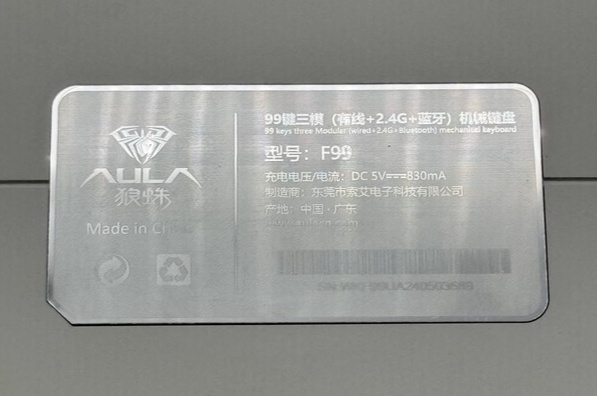 AULA
狼蛛
Made in China
99键三模（有线+2.4G+蓝牙）机械键盘
99 keys three Modular (wired+2.4G+Bluetooth) mechanical keyboard
型号：F99
充电电压/电流：DC 5V⎓830mA
制造商：东莞市索艾电子科技有限公司
产地：中国·广东